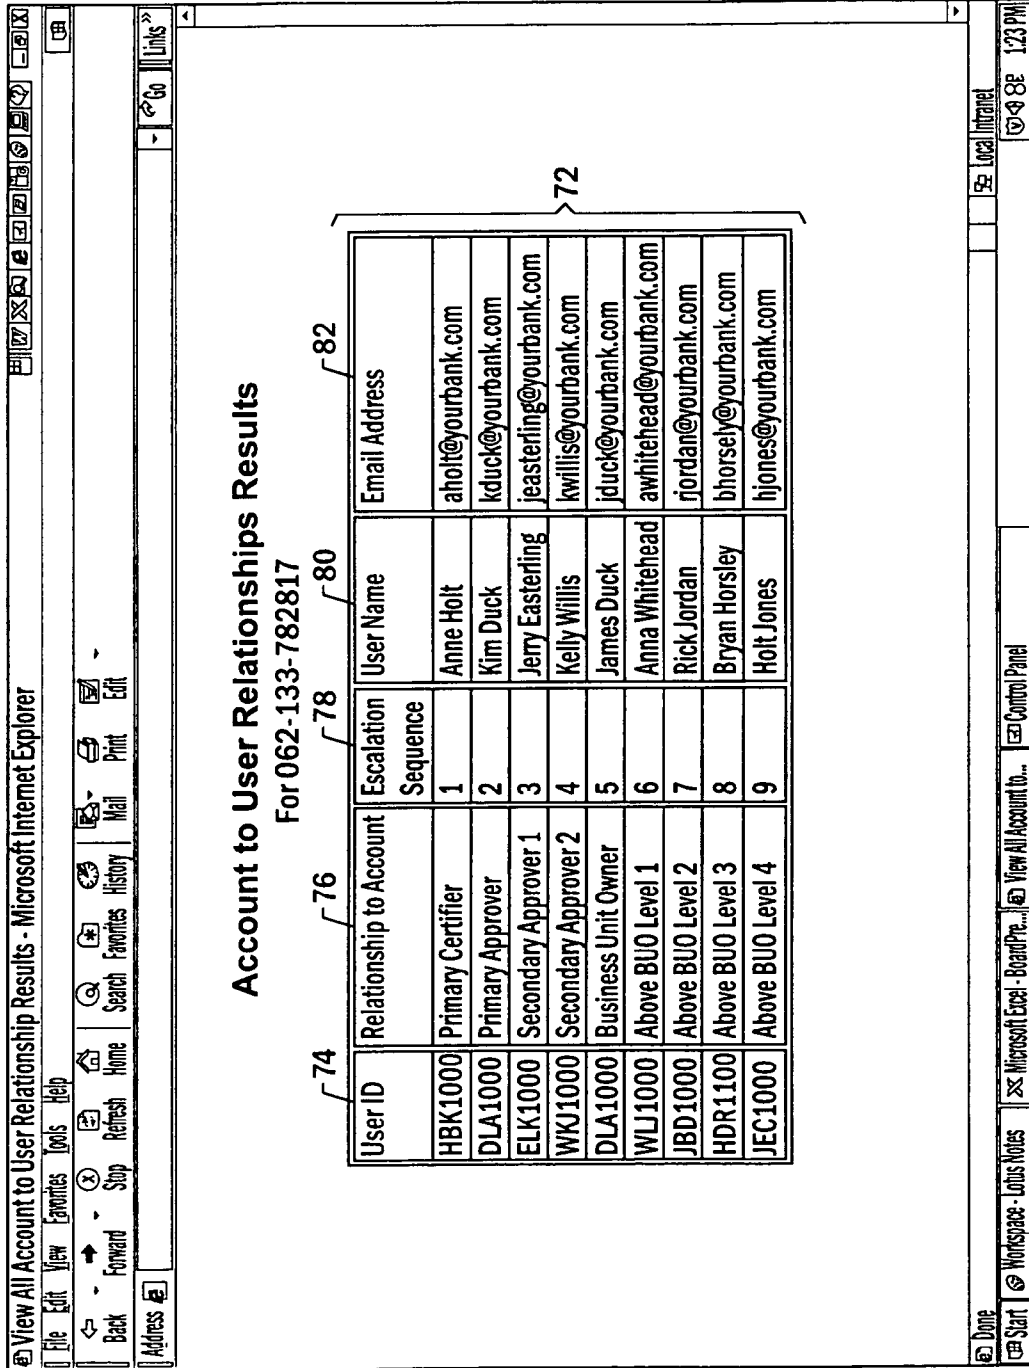 View All Account to User Relationship Results - Microsoft Internet Explorer
File Edit View Favorites Tools Help
Back Forward Stop Refresh Home Search Favorites History Mail Print Edit
Address Go Links »
Account to User Relationships Results
For 062-133-782817
74 76 78 80 82
User ID Relationship to Account Escalation Sequence User Name Email Address
HBK1000 Primary Certifier 1 Anne Holt aholt@yourbank.com
DLA1000 Primary Approver 2 Kim Duck kduck@yourbank.com
ELK1000 Secondary Approver 1 3 Jerry Easterling jeasterling@yourbank.com
WKJ1000 Secondary Approver 2 4 Kelly Willis kwillis@yourbank.com
DLA1000 Business Unit Owner 5 James Duck jduck@yourbank.com
WLJ1000 Above BUO Level 1 6 Anna Whitehead awhitehead@yourbank.com
JBD1000 Above BUO Level 2 7 Rick Jordan rjordan@yourbank.com
HDR1100 Above BUO Level 3 8 Bryan Horsley bhorsely@yourbank.com
JEC1000 Above BUO Level 4 9 Holt Jones hjones@yourbank.com
72
Done Local Intranet
Start Workspace - Lotus Notes Microsoft Excel - BoardPre... View All Account to... Control Panel 1:23 PM